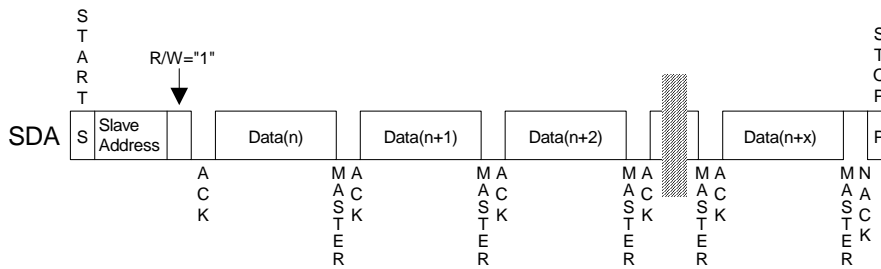 START
STOP
R/W="1"
SDA
S
Slave
Address
Data(n)
Data(n+1)
Data(n+2)
Data(n+x)
P
ACK
MASTER
ACK
MASTER
ACK
MASTER
ACK
MASTER
ACK
MASTER
NACK